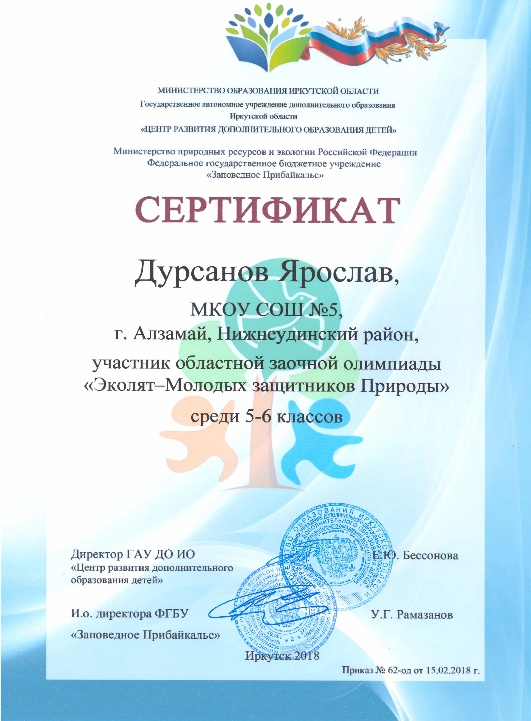 МИНИСТЕРСТВО ОБРАЗОВАНИЯ ИРКУТСКОЙ ОБЛАСТИ
Государственное автономное учреждение дополнительного образования
Иркутской области
«ЦЕНТР РАЗВИТИЯ ДОПОЛНИТЕЛЬНОГО ОБРАЗОВАНИЯ ДЕТЕЙ»
Министерство природных ресурсов и экологии Российской Федерации
Федеральное государственное бюджетное учреждение
«Заповедное Прибайкалье»
СЕРТИФИКАТ
Дурсанов Ярослав,
МКОУ СОШ №5,
г. Алзамай, Нижнеудинский район,
участник областной заочной олимпиады
«Эколят–Молодых защитников Природы»
среди 5-6 классов
Директор ГАУ ДО ИО
«Центр развития дополнительного
образования детей»
Е.Ю. Бессонова
И.о. директора ФГБУ
«Заповедное Прибайкалье»
У.Г. Рамазанов
Иркутск 2018
Приказ № 62-од от 15.02.2018 г.